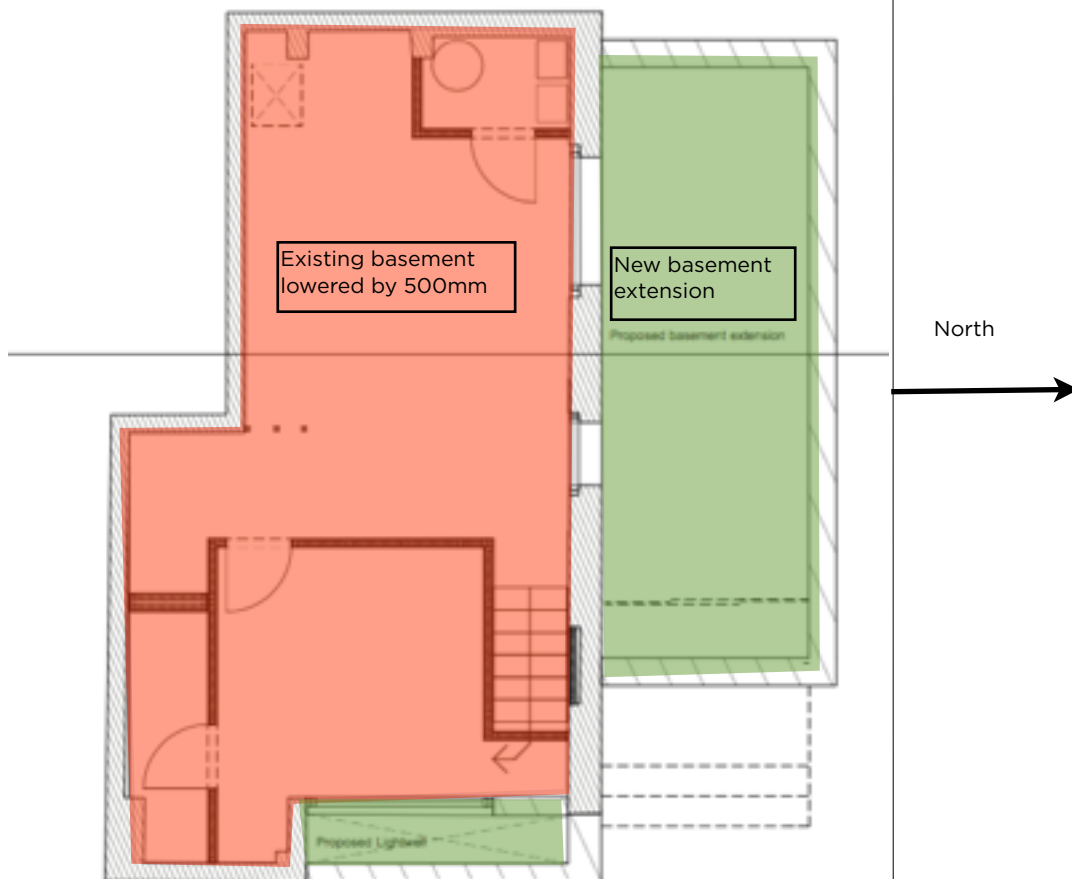 Existing basement
lowered by 500mm
New basement
extension
Proposed basement extension
North
Proposed Lightwell